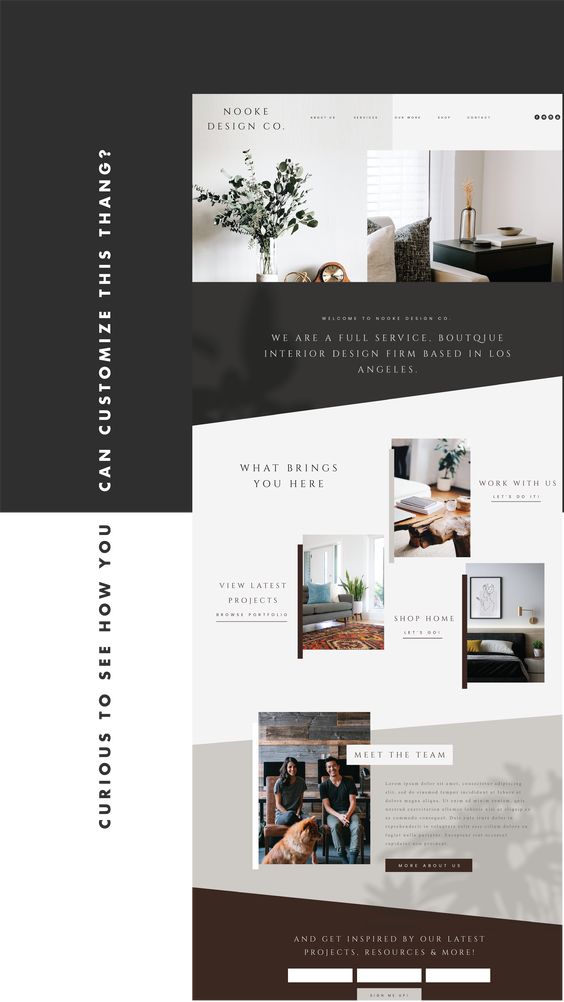 CURIOUS TO SEE HOW YOU CAN CUSTOMIZE THIS THANG?
NOOKE
DESIGN CO.
ABOUT US SERVICES OUR WORK SHOP CONTACT
WELCOME TO NOOKE DESIGN CO.
WE ARE A FULL SERVICE, BOUTQIUE
INTERIOR DESIGN FIRM BASED IN LOS
ANGELES.
WHAT BRINGS
YOU HERE
WORK WITH US
LET'S DO IT!
VIEW LATEST
PROJECTS
BROWSE PORTFOLIO
SHOP HOME
LET'S GO!
MEET THE TEAM
Lorem ipsum dolor sit amet, consectetur adipiscing
elit, sed do eiusmod tempor incididunt ut labore et
dolore magna aliqua. Ut enim ad minim veniam, quis
nostrud exercitation ullamco laboris nisi ut aliquip ex
ea commodo consequat. Duis aute irure dolor in
reprehenderit in voluptate velit esse cillum dolore eu
fugiat nulla pariatur. Excepteur sint occaecat
cupidatat non proident.
MORE ABOUT US
AND GET INSPIRED BY OUR LATEST
PROJECTS, RESOURCES & MORE!
SIGN ME UP!